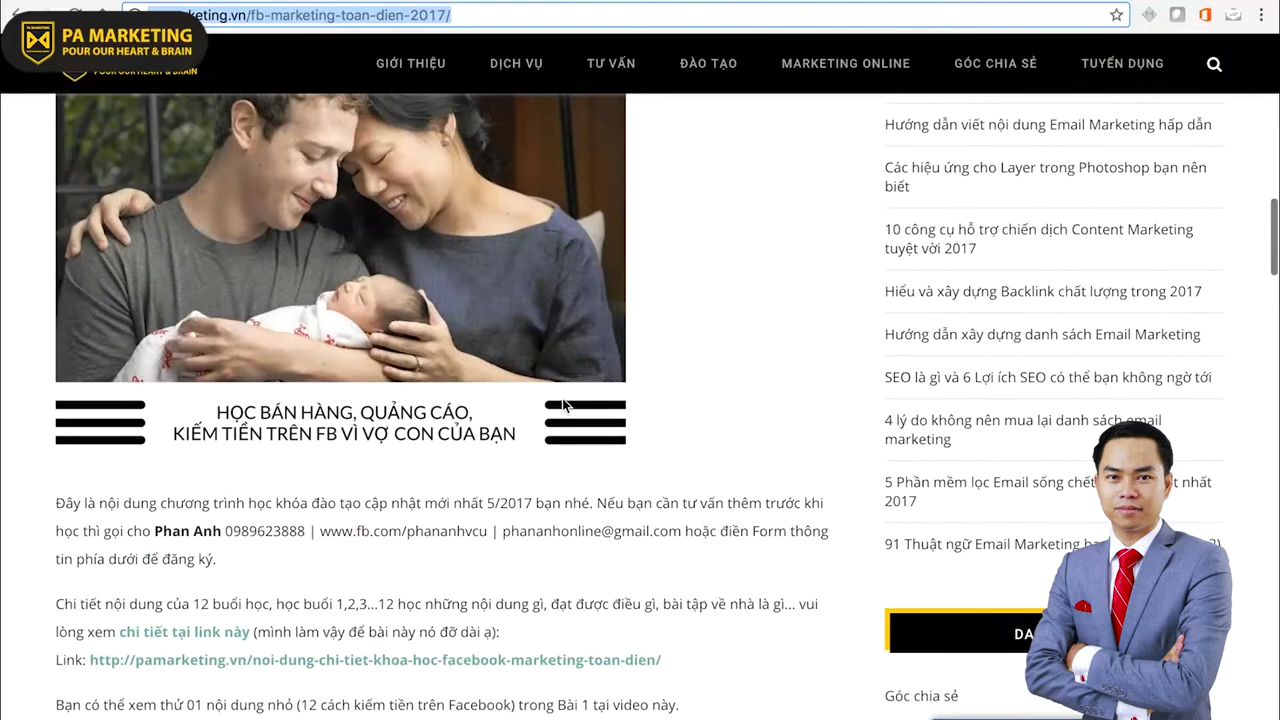 keting.vn/fb-marketing-toan-dien-2017/
PA MARKETING
POUR OUR HEART & BRAIN
POUR OUR HEART & BRAIN
GIỚI THIỆU
DỊCH VỤ
TƯ VẤN
ĐÀO TẠO
MARKETING ONLINE
GÓC CHIA SẺ
TUYỂN DỤNG
HỌC BÁN HÀNG, QUẢNG CÁO,
KIẾM TIỀN TRÊN FB VÌ VỢ CON CỦA BẠN
Đây là nội dung chương trình học khóa đào tạo cập nhật mới nhất 5/2017 bạn nhé. Nếu bạn cần tư vấn thêm trước khi
học thì gọi cho Phan Anh 0989623888 | www.fb.com/phananhvcu | phananhonline@gmail.com hoặc điền Form thông
tin phía dưới để đăng ký.
Chi tiết nội dung của 12 buổi học, học buổi 1,2,3...12 học những nội dung gì, đạt được điều gì, bài tập về nhà là gì... vui
lòng xem chi tiết tại link này (mình làm vậy để bài này nó đỡ dài ạ):
Link: http://pamarketing.vn/noi-dung-chi-tiet-khoa-hoc-facebook-marketing-toan-dien/
Bạn có thể xem thử 01 nội dung nhỏ (12 cách kiếm tiền trên Facebook) trong Bài 1 tại video này.
Hướng dẫn viết nội dung Email Marketing hấp dẫn
Các hiệu ứng cho Layer trong Photoshop bạn nên
biết
10 công cụ hỗ trợ chiến dịch Content Marketing
tuyệt vời 2017
Hiểu và xây dựng Backlink chất lượng trong 2017
Hướng dẫn xây dựng danh sách Email Marketing
SEO là gì và 6 Lợi ích SEO có thể bạn không ngờ tới
4 lý do không nên mua lại danh sách email
marketing
5 Phần mềm lọc Email sống chết t nhất
2017
91 Thuật ngữ Email Marketing
DA
Góc chia sẻ